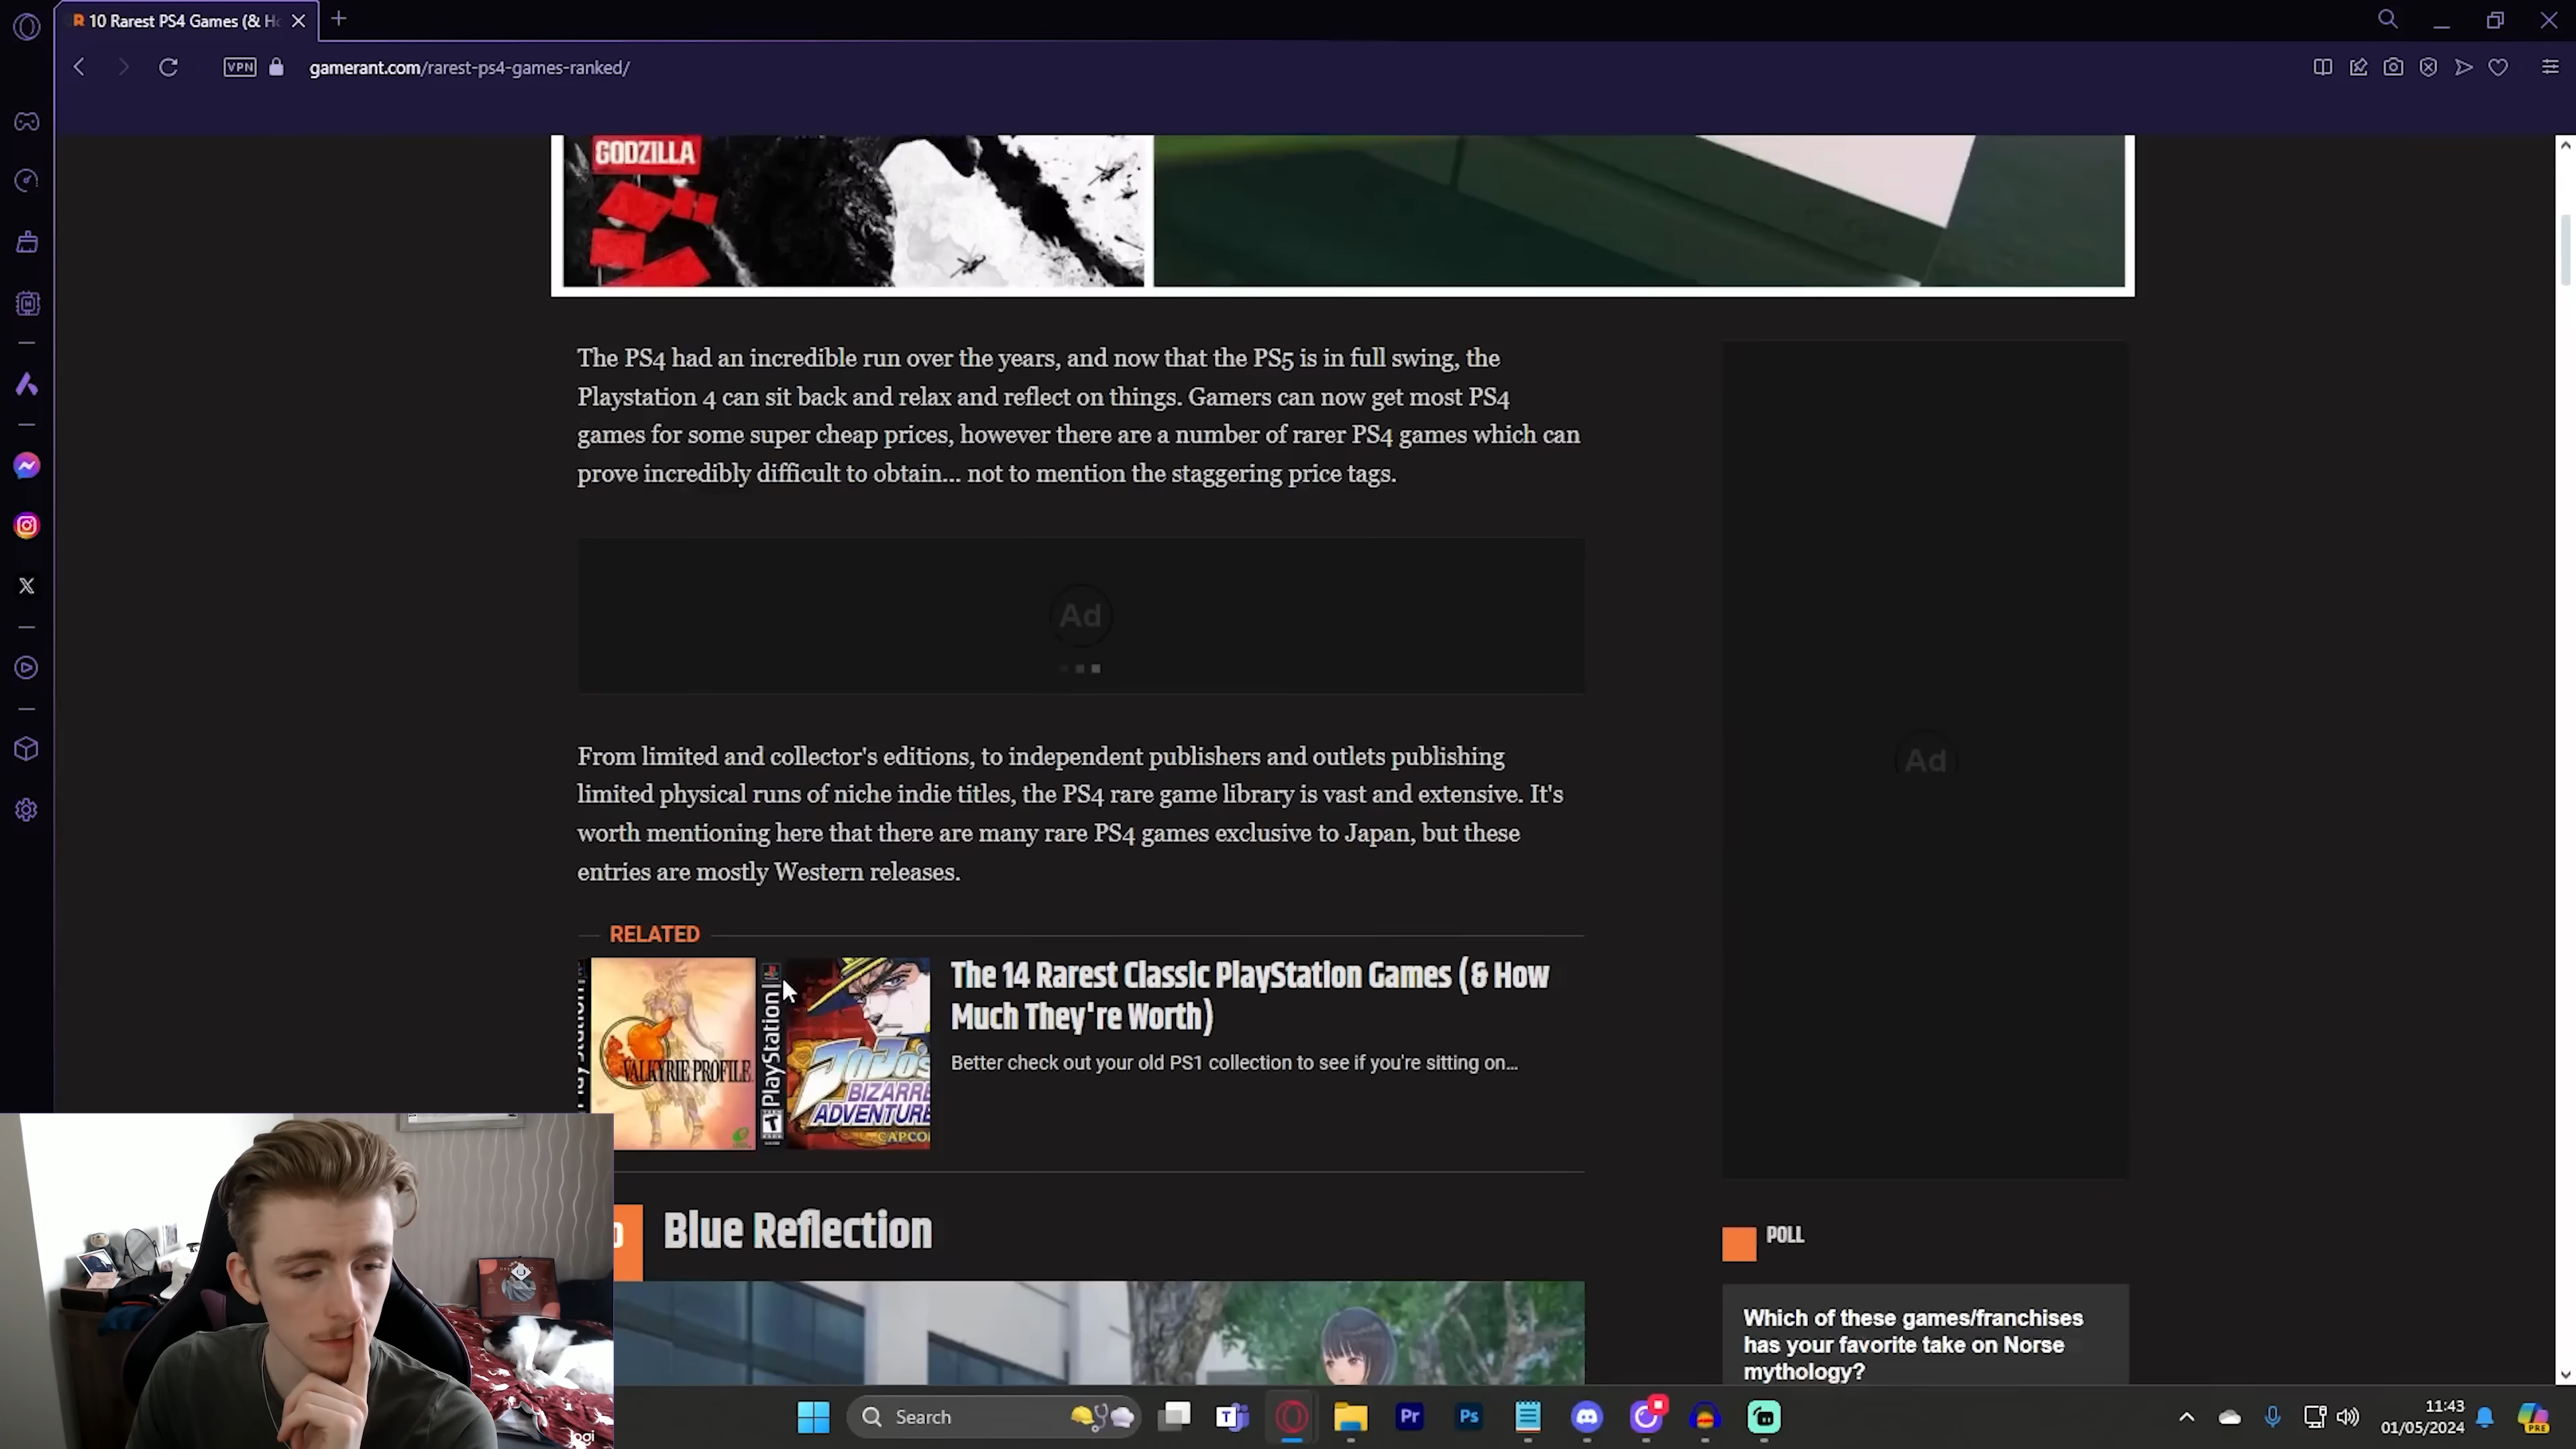 R 10 Rarest PS4 Games (& H
VPN gamerant.com/rarest-ps4-games-ranked/
GODZILLA
The PS4 had an incredible run over the years, and now that the PS5 is in full swing, the
Playstation 4 can sit back and relax and reflect on things. Gamers can now get most PS4
games for some super cheap prices, however there are a number of rarer PS4 games which can
prove incredibly difficult to obtain... not to mention the staggering price tags.
Ad
Ad
From limited and collector's editions, to independent publishers and outlets publishing
limited physical runs of niche indie titles, the PS4 rare game library is vast and extensive. It's
worth mentioning here that there are many rare PS4 games exclusive to Japan, but these
entries are mostly Western releases.
RELATED
PlayStation
VALKYRIE PROFILE
PlayStation
JOJO's
BIZARRE
ADVENTURE
CAPCO
T
The 14 Rarest Classic PlayStation Games (& How
Much They're Worth)
Better check out your old PS1 collection to see if you're sitting on...
Blue Reflection
POLL
Which of these games/franchises
has your favorite take on Norse
mythology?
logi
Search
T
Pr
Ps
11:43
01/05/2024
PRE